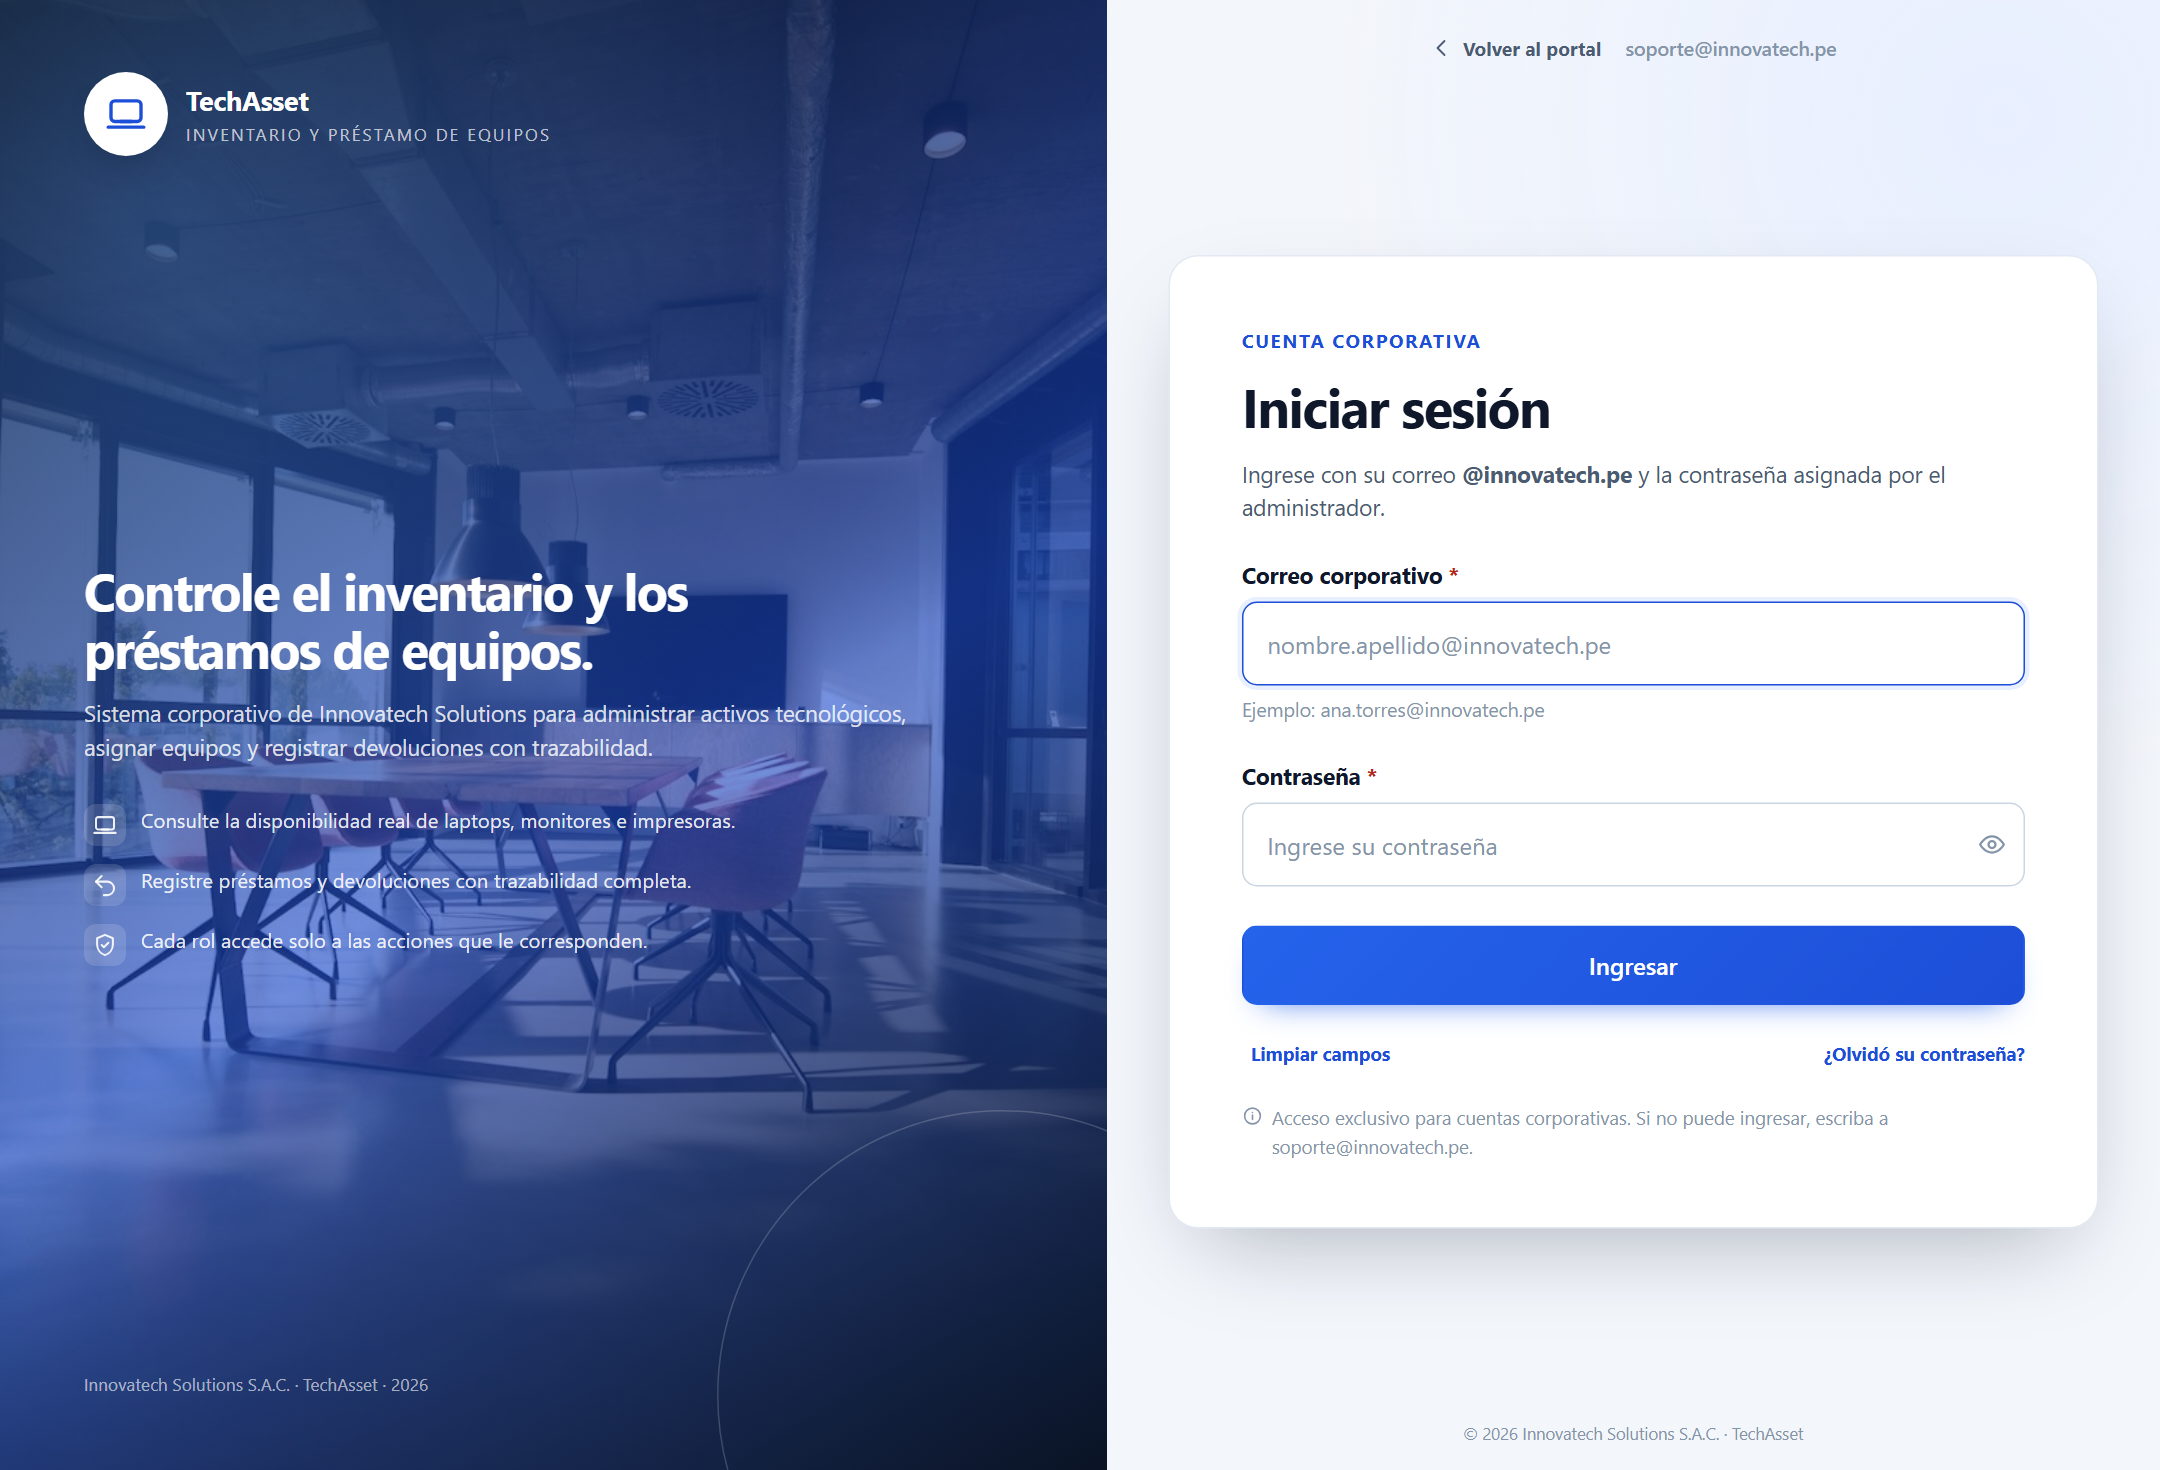 TechAsset
INVENTARIO Y PRÉSTAMO DE EQUIPOS
Controle el inventario y los
préstamos de equipos.
Sistema corporativo de Innovatech Solutions para administrar activos tecnológicos,
asignar equipos y registrar devoluciones con trazabilidad.
Consulte la disponibilidad real de laptops, monitores e impresoras.
Registre préstamos y devoluciones con trazabilidad completa.
Cada rol accede solo a las acciones que le corresponden.
Innovatech Solutions S.A.C. · TechAsset · 2026
Volver al portal soporte@innovatech.pe
CUENTA CORPORATIVA
Iniciar sesión
Ingrese con su correo @innovatech.pe y la contraseña asignada por el
administrador.
Correo corporativo *
nombre.apellido@innovatech.pe
Ejemplo: ana.torres@innovatech.pe
Contraseña *
Ingrese su contraseña
Ingresar
Limpiar campos ¿Olvidó su contraseña?
Acceso exclusivo para cuentas corporativas. Si no puede ingresar, escriba a
soporte@innovatech.pe.
© 2026 Innovatech Solutions S.A.C. · TechAsset